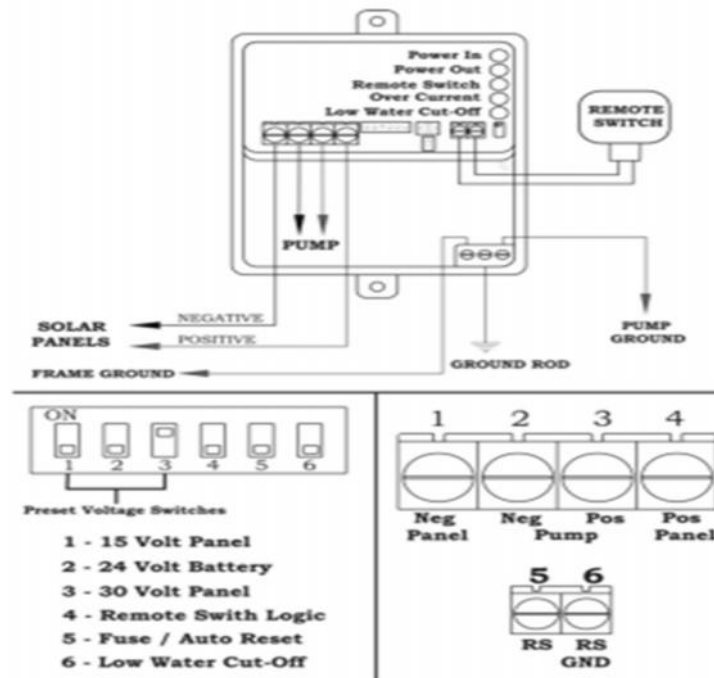 Power In
Power Out
Remote Switch
Over Current
Low Water Cut-Off
REMOTE
SWITCH
PUMP
SOLAR
PANELS
NEGATIVE
POSITIVE
FRAME GROUND
GROUND ROD
PUMP
GROUND
ON
1 2 3 4 5 6
Preset Voltage Switches
1 - 15 Volt Panel
2 - 24 Volt Battery
3 - 30 Volt Panel
4 - Remote Swith Logic
5 - Fuse / Auto Reset
6 - Low Water Cut-Off
1 2 3 4
Neg Neg Pos Pos
Panel Pump Panel
5 6
RS RS
GND